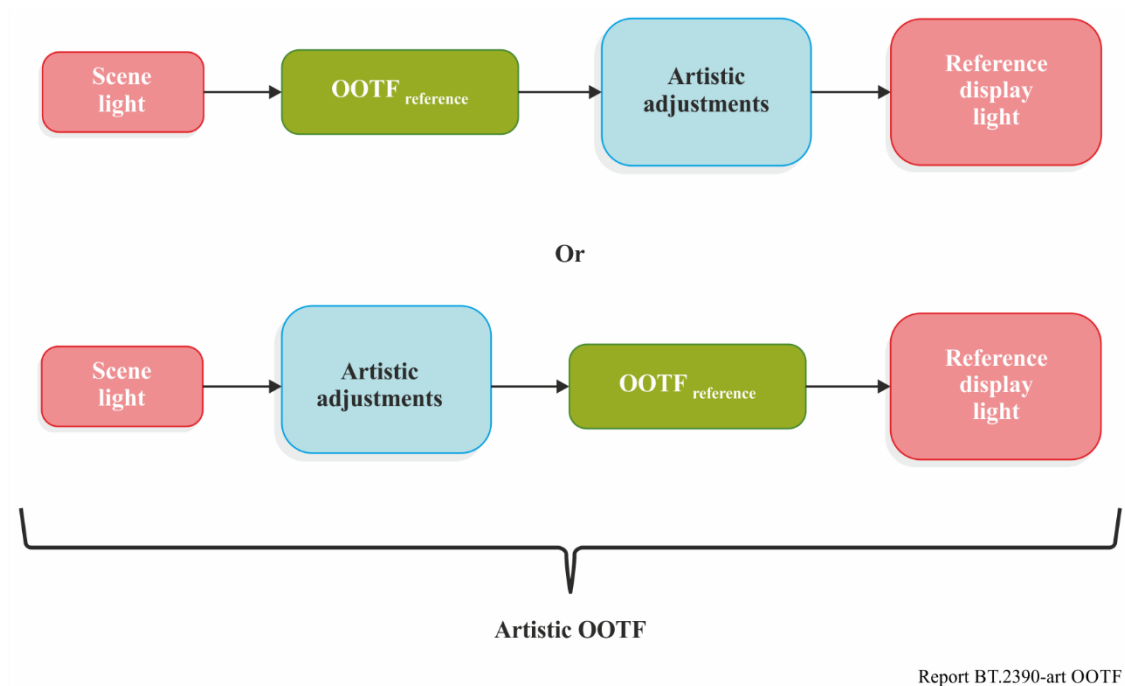 Scene
light
OOTF reference
Artistic
adjustments
Reference
display
light
Or
Scene
light
Artistic
adjustments
OOTF reference
Reference
display
light
Artistic OOTF
Report BT.2390-art OOTF